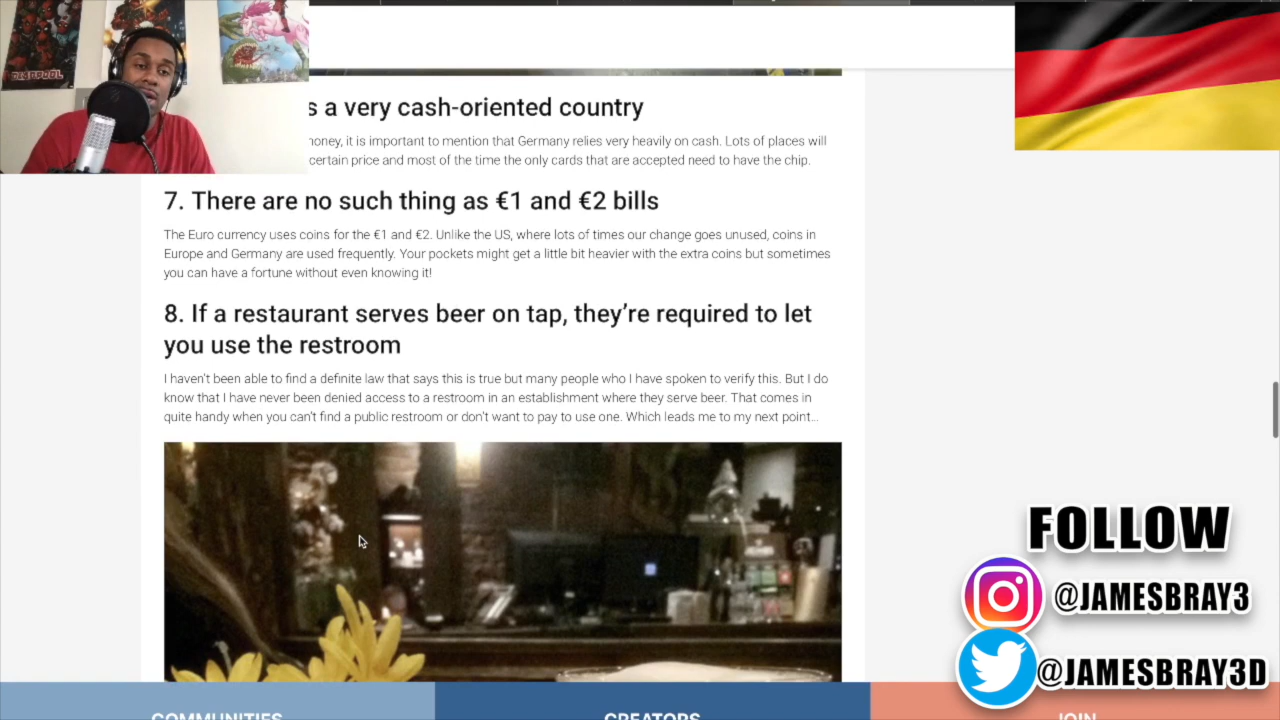 DEADPOOL
s a very cash-oriented country
money, it is important to mention that Germany relies very heavily on cash. Lots of places will
certain price and most of the time the only cards that are accepted need to have the chip.
7. There are no such thing as €1 and €2 bills
The Euro currency uses coins for the €1 and €2. Unlike the US, where lots of times our change goes unused, coins in
Europe and Germany are used frequently. Your pockets might get a little bit heavier with the extra coins but sometimes
you can have a fortune without even knowing it!
8. If a restaurant serves beer on tap, they’re required to let
you use the restroom
I haven't been able to find a definite law that says this is true but many people who I have spoken to verify this. But I do
know that I have never been denied access to a restroom in an establishment where they serve beer. That comes in
quite handy when you can't find a public restroom or don't want to pay to use one. Which leads me to my next point...
FOLLOW
@JAMESBRAY3
@JAMESBRAY3D
COMMUNITIES
CREATORS
JOIN